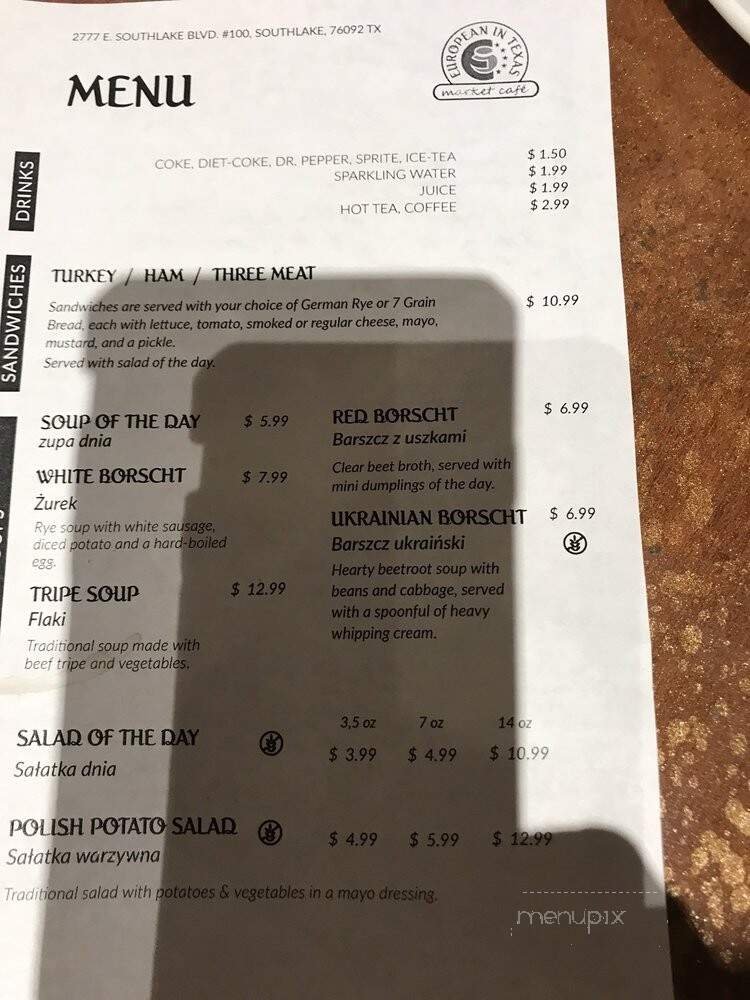 2777 E. SOUTHLAKE BLVD. #100, SOUTHLAKE, 76092 TX
EUROPEAN IN TEXAS
market café
MENU
DRINKS
COKE, DIET-COKE, DR. PEPPER, SPRITE, ICE-TEA $ 1.50
SPARKLING WATER $ 1.99
JUICE $ 1.99
HOT TEA, COFFEE $ 2.99
SANDWICHES
TURKEY / HAM / THREE MEAT
Sandwiches are served with your choice of German Rye or 7 Grain $ 10.99
Bread, each with lettuce, tomato, smoked or regular cheese, mayo,
mustard, and a pickle.
Served with salad of the day.
SOUP OF THE DAY $ 5.99
zupa dnia
WHITE BORSCHT $ 7.99
Żurek
Rye soup with white sausage,
diced potato and a hard-boiled
egg.
TRIPE SOUP $ 12.99
Flaki
Traditional soup made with
beef tripe and vegetables.
RED BORSCHT $ 6.99
Barszcz z uszkami
Clear beet broth, served with
mini dumplings of the day.
UKRAINIAN BORSCHT $ 6.99
Barszcz ukraiński
Hearty beetroot soup with
beans and cabbage, served
with a spoonful of heavy
whipping cream.
3,5 oz 7 oz 14 oz
SALAD OF THE DAY $ 3.99 $ 4.99 $ 10.99
Sałatka dnia
POLISH POTATO SALAD $ 4.99 $ 5.99 $ 12.99
Sałatka warzywna
Traditional salad with potatoes & vegetables in a mayo dressing.
menupix